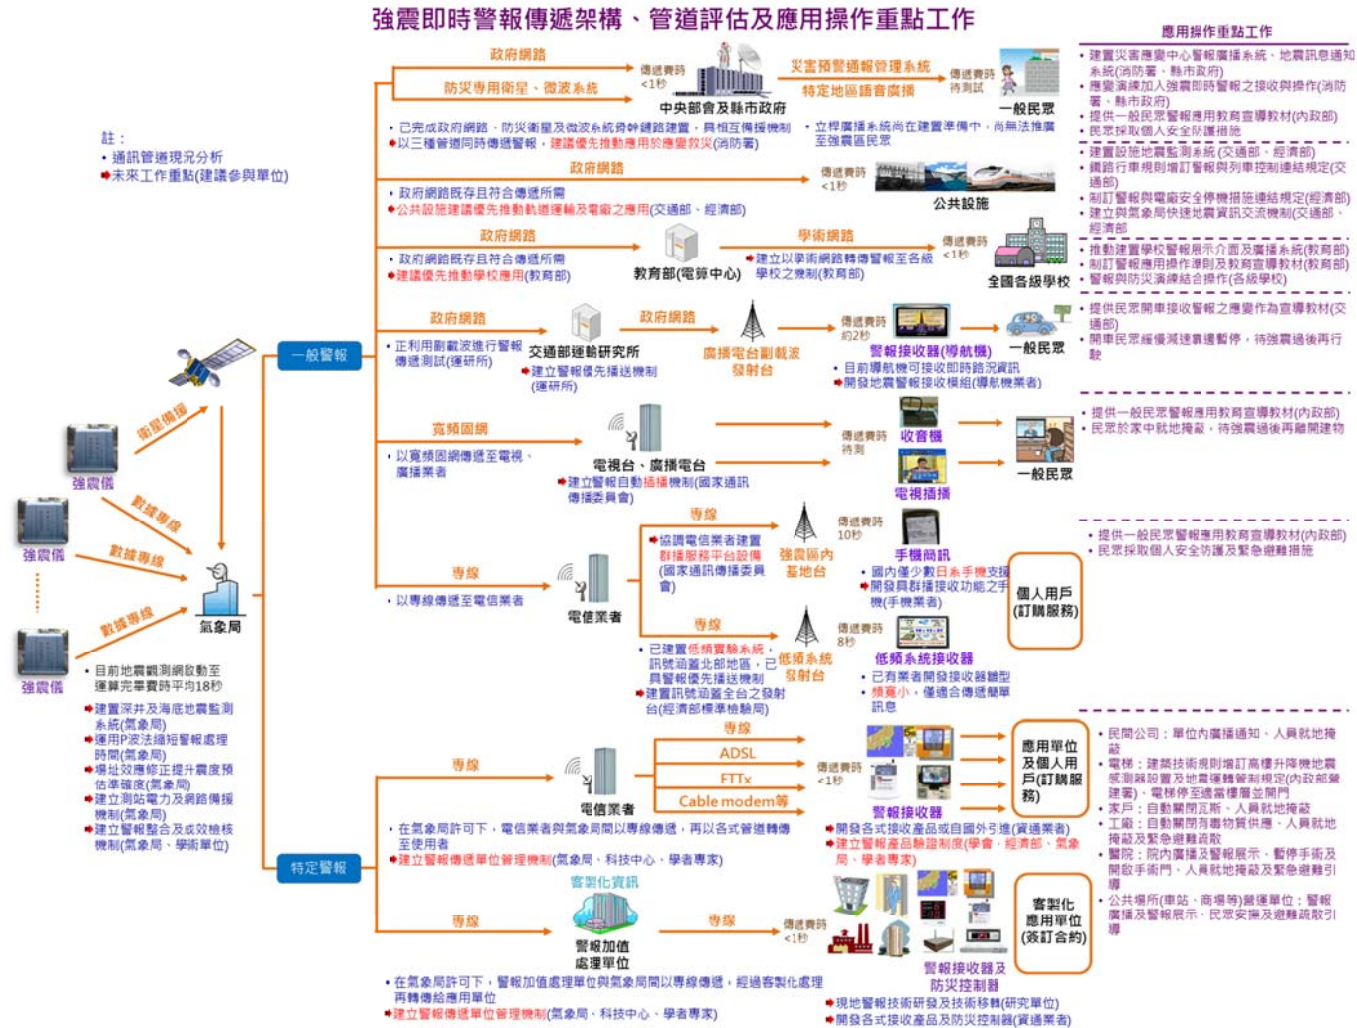 強震即時警報傳遞架構、管道評估及應用操作重點工作
註：
• 通訊管道現況分析
未來工作重點(建議參與單位)
強震儀
強震儀
強震儀
衛星備援
數據專線
數據專線
數據專線
氣象局
• 目前地震觀測網啟動至
運算完畢費時平均18秒
建置深井及海底地震監測
系統(氣象局)
運用P波法縮短警報處理
時間(氣象局)
場址效應修正提升震度預
估準確度(氣象局)
建立測站電力及網路備援
機制(氣象局)
建立警報整合及成效檢核
機制(氣象局、學術單位)
一般警報
特定警報
政府網路
防災專用衛星、微波系統
傳遞費時
<1秒
中央部會及縣市政府
災害預警通報管理系統
特定地區語音廣播
傳遞費時
待測試
一般民眾
• 已完成政府網路、防災衛星及微波系統骨幹鏈路建置，具相互備援機制
以三種管道同時傳遞警報，建議優先推動應用於應變救災(消防署)
• 立桿廣播系統尚在建置準備中，尚無法推廣
至強震區民眾
政府網路
傳遞費時
<1秒
公共設施
• 政府網路既存且符合傳遞所需
公共設施建議優先推動軌道運輸及電廠之應用(交通部、經濟部)
政府網路
教育部(電算中心)
學術網路
傳遞費時
<1秒
全國各級學校
• 政府網路既存且符合傳遞所需
建議優先推動學校應用(教育部)
建立以學術網路轉傳警報至各級
學校之機制(教育部)
政府網路
交通部運輸研究所
政府網路
廣播電台副載波
發射台
傳遞費時
約2秒
警報接收器(導航機)
一般民眾
• 正利用副載波進行警報
傳遞測試(運研所)
建立警報優先播送機制
(運研所)
• 目前導航機可接收即時路況資訊
開發地震警報接收模組(導航機業者)
寬頻固網
電視台、廣播電台
傳遞費時
待測
收音機
電視插播
一般民眾
• 以寬頻固網傳遞至電視、
廣播業者
建立警報自動插播機制(國家通訊
傳播委員會)
專線
• 以專線傳遞至電信業者
電信業者
專線
協調電信業者建置
群播服務平台設備
(國家通訊傳播委員
會)
強震區內
基地台
傳遞費時
10秒
手機簡訊
• 國內僅少數日系手機支援
開發具群播接收功能之手
機(手機業者)
專線
• 已建置低頻實驗系統，
訊號涵蓋北部地區，已
具警報優先播送機制
建置訊號涵蓋全台之發射
台(經濟部標準檢驗局)
低頻系統
發射台
傳遞費時
8秒
低頻系統接收器
• 已有業者開發接收器雛型
• 頻寬小，僅適合傳遞簡單
訊息
個人用戶
(訂購服務)
專線
電信業者
專線
ADSL
FTTx
Cable modem等
傳遞費時
<1秒
警報接收器
應用單位
及個人用
戶(訂購服
務)
• 在氣象局許可下，電信業者與氣象局間以專線傳遞，再以各式管道轉傳
至使用者
建立警報傳遞單位管理機制(氣象局、科技中心、學者專家)
開發各式接收產品或自國外引進(資通業者)
建立警報產品驗證制度(學會、經濟部、氣象
局、學者專家)
專線
客製化資訊
警報加值
處理單位
專線
傳遞費時
<1秒
警報接收器及
防災控制器
客製化
應用單位
(簽訂合約)
• 在氣象局許可下，警報加值處理單位與氣象局間以專線傳遞，經過客製化處理
再轉傳給應用單位
建立警報傳遞單位管理機制(氣象局、科技中心、學者專家)
現地警報技術研發及技術移轉(研究單位)
開發各式接收產品及防災控制器(資通業者)
應用操作重點工作
• 建置災害應變中心警報廣播系統、地震訊息通知
系統(消防署、縣市政府)
• 應變演練加入強震即時警報之接收與操作(消防
署、縣市政府)
• 提供一般民眾警報應用教育宣導教材(內政部)
• 民眾採取個人安全防護措施
• 建置設施地震監測系統(交通部、經濟部)
• 鐵路行車規則增訂警報與列車控制連結規定(交
通部)
• 制訂警報與電廠安全停機措施連結規定(經濟部)
• 建立與氣象局快速地震資訊交流機制(交通部、
經濟部
• 推動建置學校警報展示介面及廣播系統(教育部)
• 制訂警報應用操作準則及教育宣導教材(教育部)
• 警報與防災演練結合操作(各級學校)
• 提供民眾開車接收警報之應變作為宣導教材(交
通部)
• 開車民眾緩慢減速靠邊暫停，待強震過後再行
駛
• 提供一般民眾警報應用教育宣導教材(內政部)
• 民眾於家中就地掩蔽，待強震過後再離開建物
• 提供一般民眾警報應用教育宣導教材(內政部)
• 民眾採取個人安全防護及緊急避難措施
• 民間公司：單位內廣播通知、人員就地掩
蔽
• 電梯：建築技術規則增訂高樓升降機地震
感測器設置及地震運轉管制規定(內政部營
建署)、電梯停至適當樓層並開門
• 家戶：自動關閉瓦斯、人員就地掩蔽
• 工廠：自動關閉有毒物質供應、人員就地
掩蔽及緊急避難疏散
• 醫院：院內廣播及警報展示、暫停手術及
開啟手術門、人員就地掩蔽及緊急避難引
導
• 公共場所(車站、商場等)營運單位：警報
廣播及警報展示、民眾安撫及避難疏散引
導